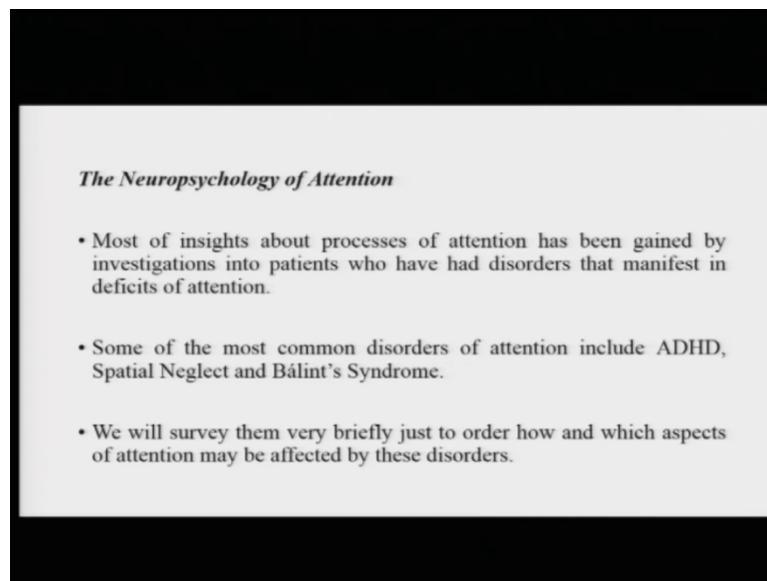 The Neuropsychology of Attention
• Most of insights about processes of attention has been gained by
investigations into patients who have had disorders that manifest in
deficits of attention.
• Some of the most common disorders of attention include ADHD,
Spatial Neglect and Bálint's Syndrome.
• We will survey them very briefly just to order how and which aspects
of attention may be affected by these disorders.